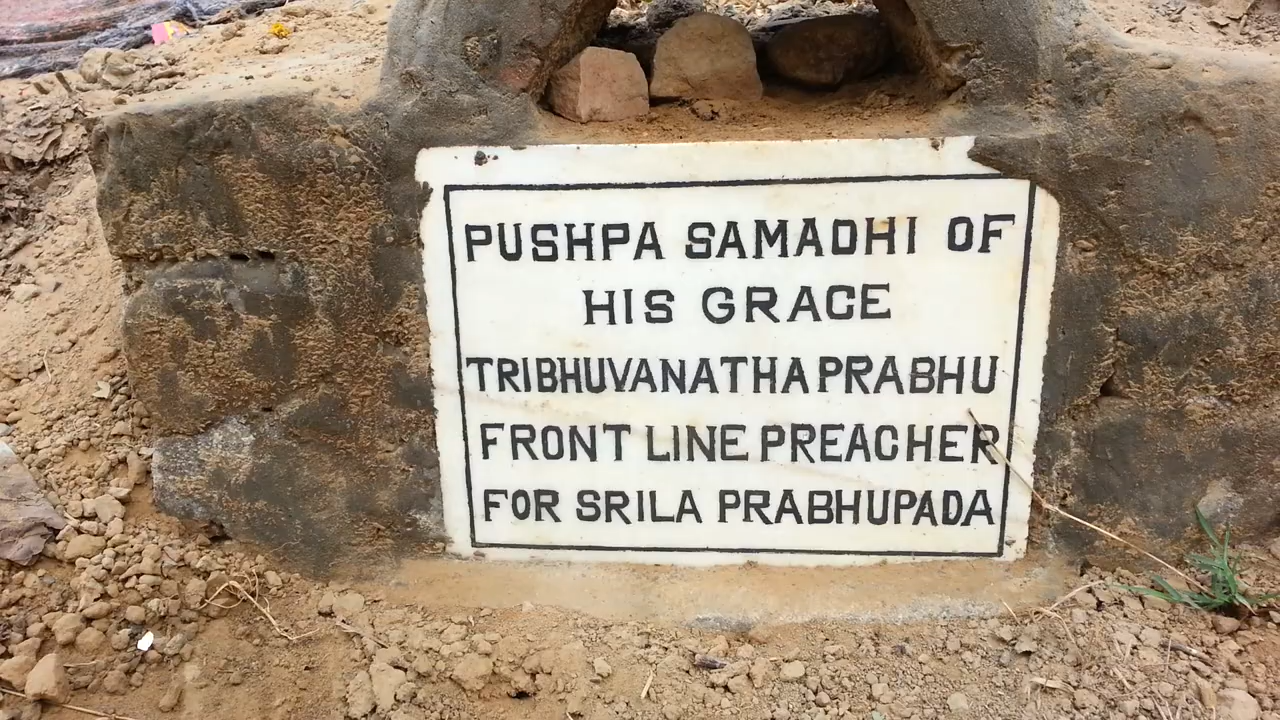 PUSHPA SAMADHI OF
HIS GRACE
TRIBHUVANATHA PRABHU
FRONT LINE PREACHER
FOR SRILA PRABHUPADA